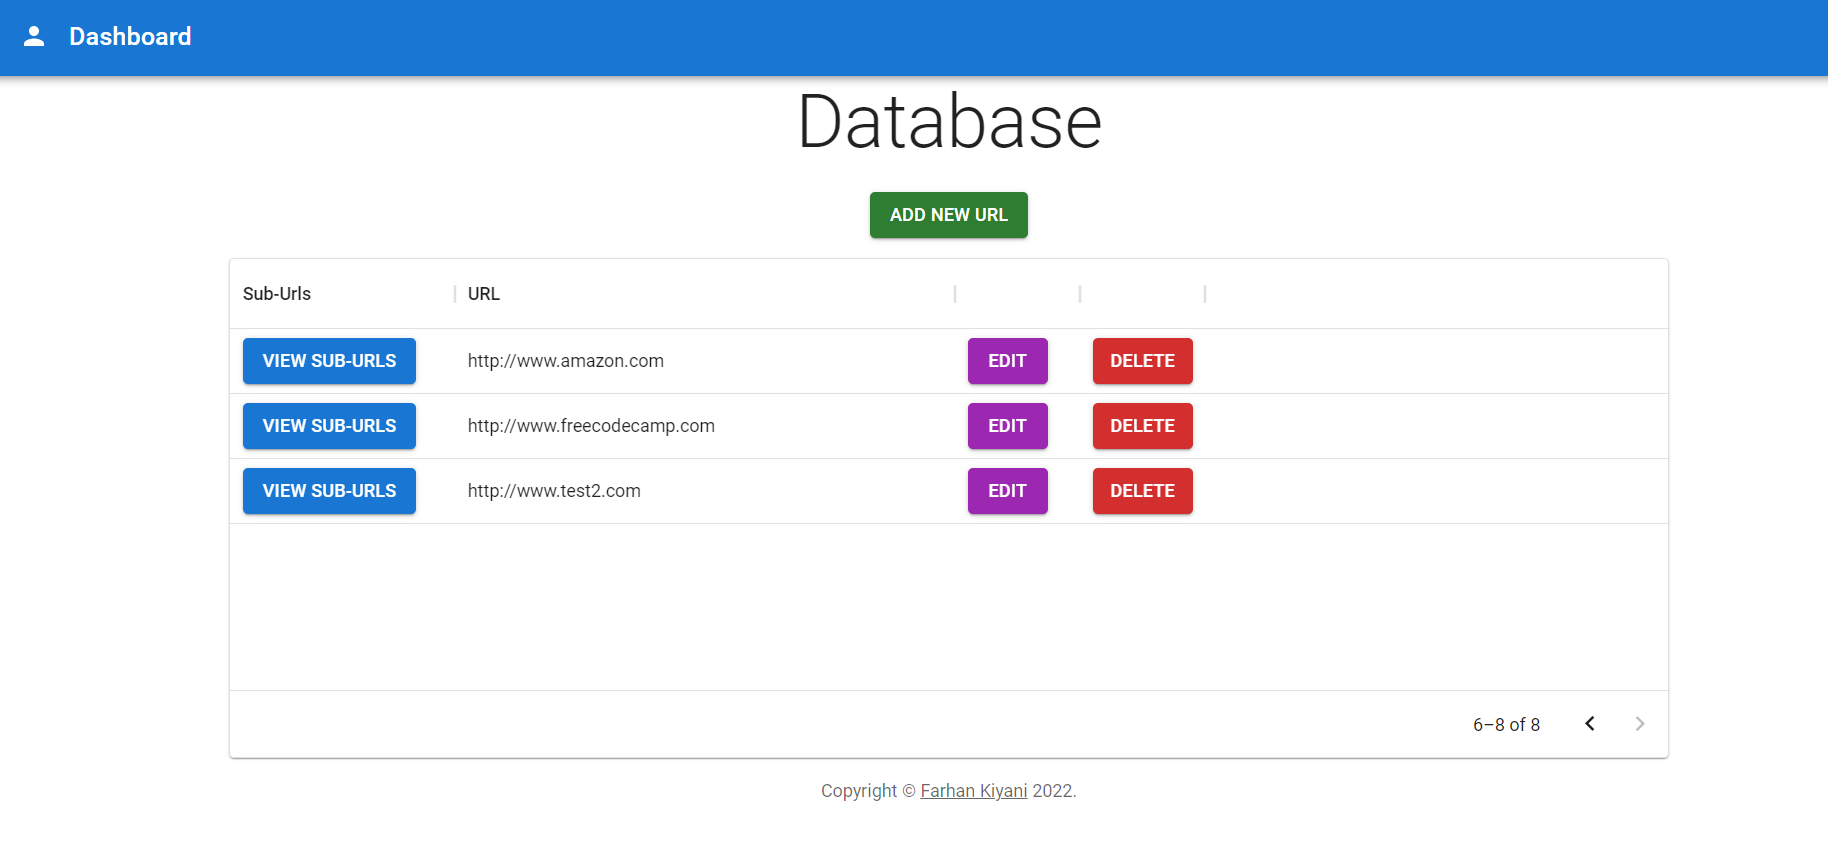 Dashboard
Database
ADD NEW URL
Sub-Urls URL
VIEW SUB-URLS http://www.amazon.com EDIT DELETE
VIEW SUB-URLS http://www.freecodecamp.com EDIT DELETE
VIEW SUB-URLS http://www.test2.com EDIT DELETE
6–8 of 8
Copyright © Farhan Kiyani 2022.